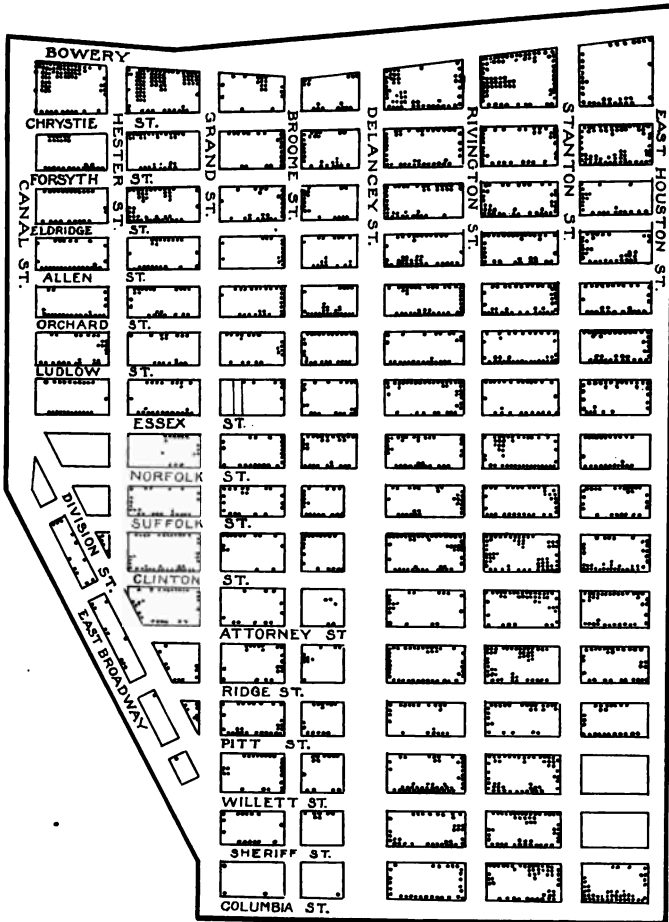 BOWERY
CHRYSTIE ST.
FORSYTH ST.
ELDRIDGE ST.
ALLEN ST.
ORCHARD ST.
LUDLOW ST.
ESSEX ST.
NORFOLK ST.
SUFFOLK ST.
CLINTON ST.
ATTORNEY ST
RIDGE ST.
PITT ST.
WILLETT ST.
SHERIFF ST.
COLUMBIA ST.
CANAL ST.
HESTER ST.
GRAND ST.
BROOME ST.
DELANCEY ST.
RIVINGTON ST.
STANTON ST.
EAST HOUSTON ST.
DIVISION ST.
EAST BROADWAY